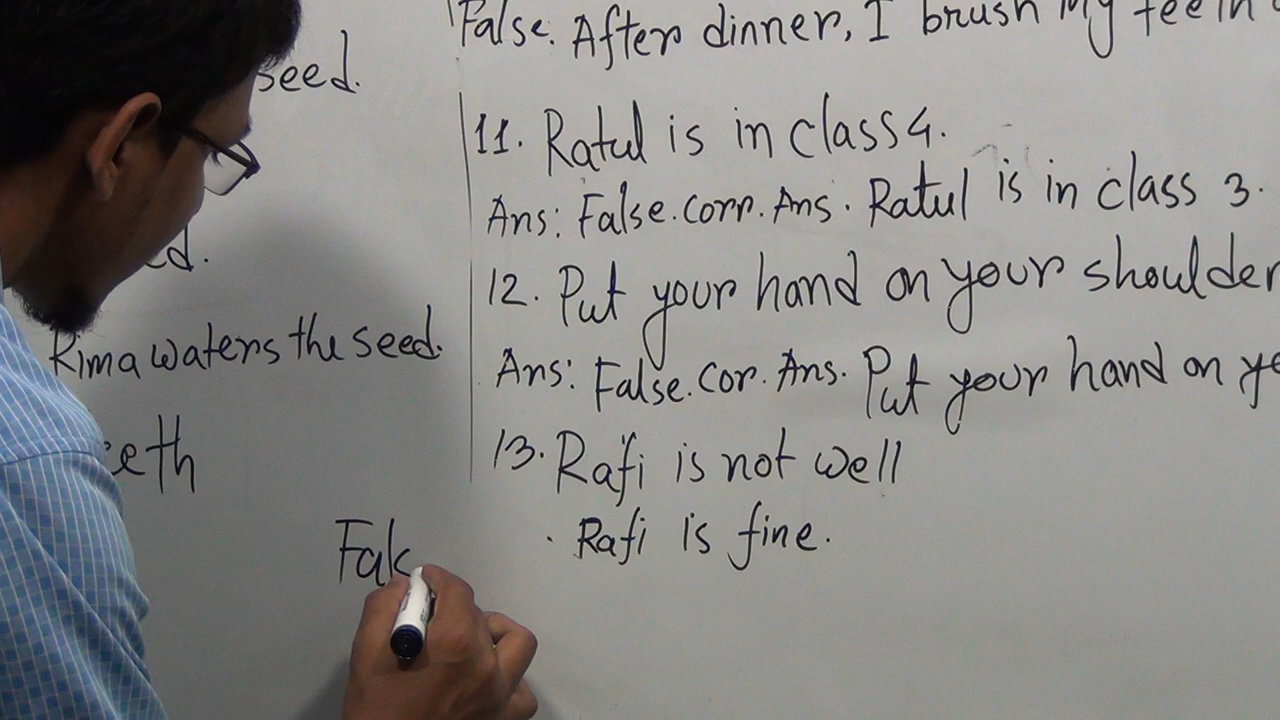 seed.
Rima waters the seed.
False. After dinner, I brush my teeth
11. Ratul is in class 4.
Ans: False. Corr. Ans. Ratul is in class 3.
12. Put your hand on your shoulder
Ans: False. Cor. Ans. Put your hand on
13. Rafi is not well
. Rafi is fine.